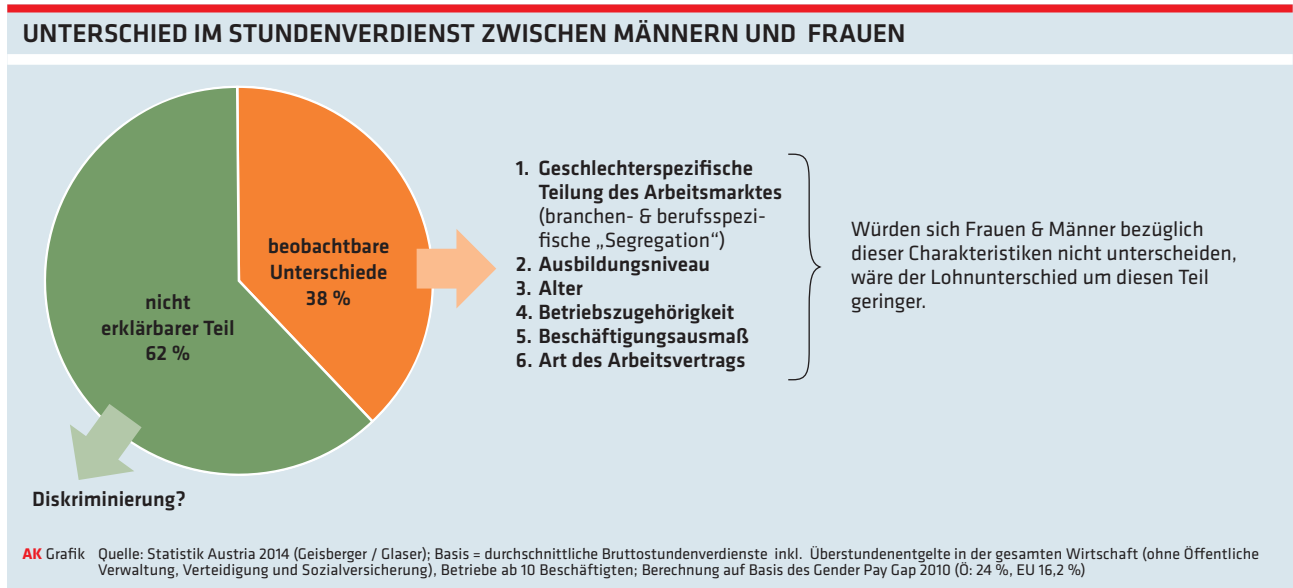 UNTERSCHIED IM STUNDENVERDIENST ZWISCHEN MÄNNERN UND FRAUEN
beobachtbare
Unterschiede
38 %
nicht
erklärbarer Teil
62 %
Diskriminierung?
1. Geschlechterspezifische
Teilung des Arbeitsmarktes
(branchen- & berufsspezi-
fische „Segregation“)
2. Ausbildungsniveau
3. Alter
4. Betriebszugehörigkeit
5. Beschäftigungsausmaß
6. Art des Arbeitsvertrags
Würden sich Frauen & Männer bezüglich
dieser Charakteristiken nicht unterscheiden,
wäre der Lohnunterschied um diesen Teil
geringer.
AK Grafik Quelle: Statistik Austria 2014 (Geisberger / Glaser); Basis = durchschnittliche Bruttostundenverdienste inkl. Überstundenentgelte in der gesamten Wirtschaft (ohne Öffentliche
Verwaltung, Verteidigung und Sozialversicherung), Betriebe ab 10 Beschäftigten; Berechnung auf Basis des Gender Pay Gap 2010 (Ö: 24 %, EU 16,2 %)